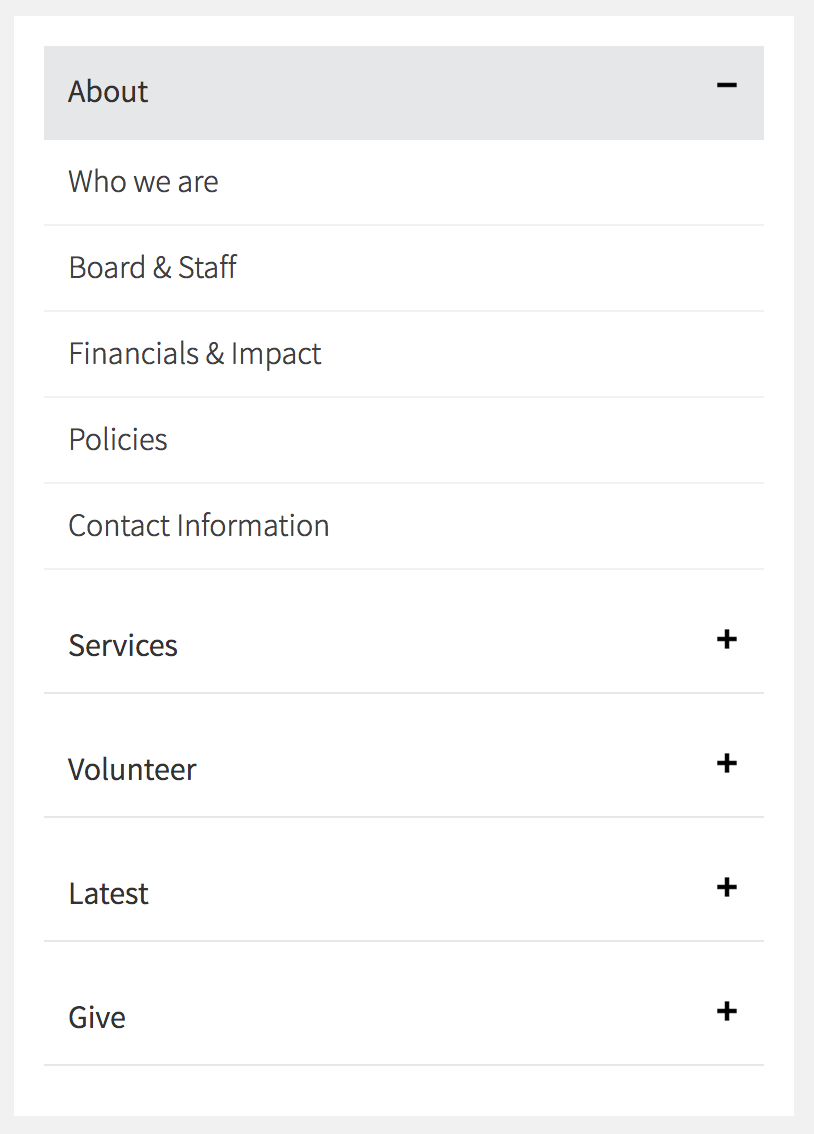 About
Who we are
Board & Staff
Financials & Impact
Policies
Contact Information
Services
Volunteer
Latest
Give